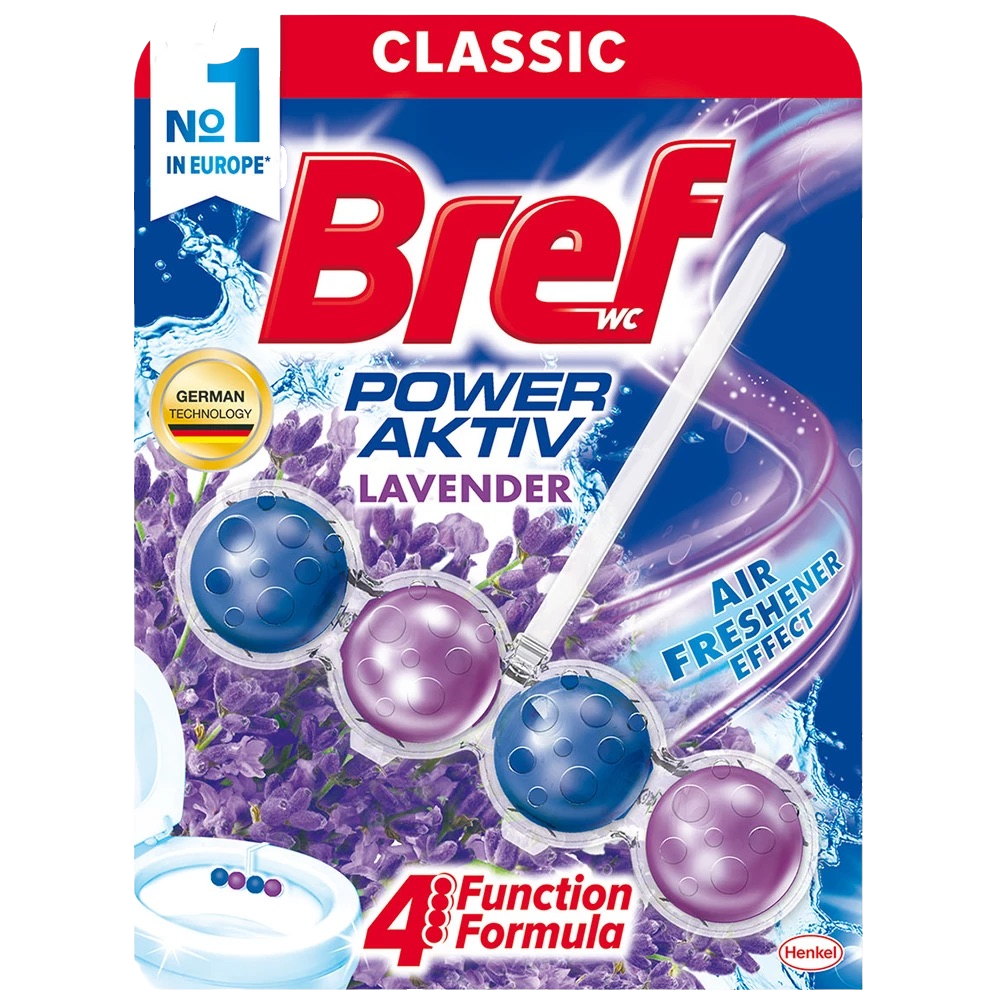 CLASSIC
№1
IN EUROPE*
Bref
WC
GERMAN
TECHNOLOGY
POWER
AKTIV
LAVENDER
AIR
FRESHENER
EFFECT
4 Function
Formula
Henkel